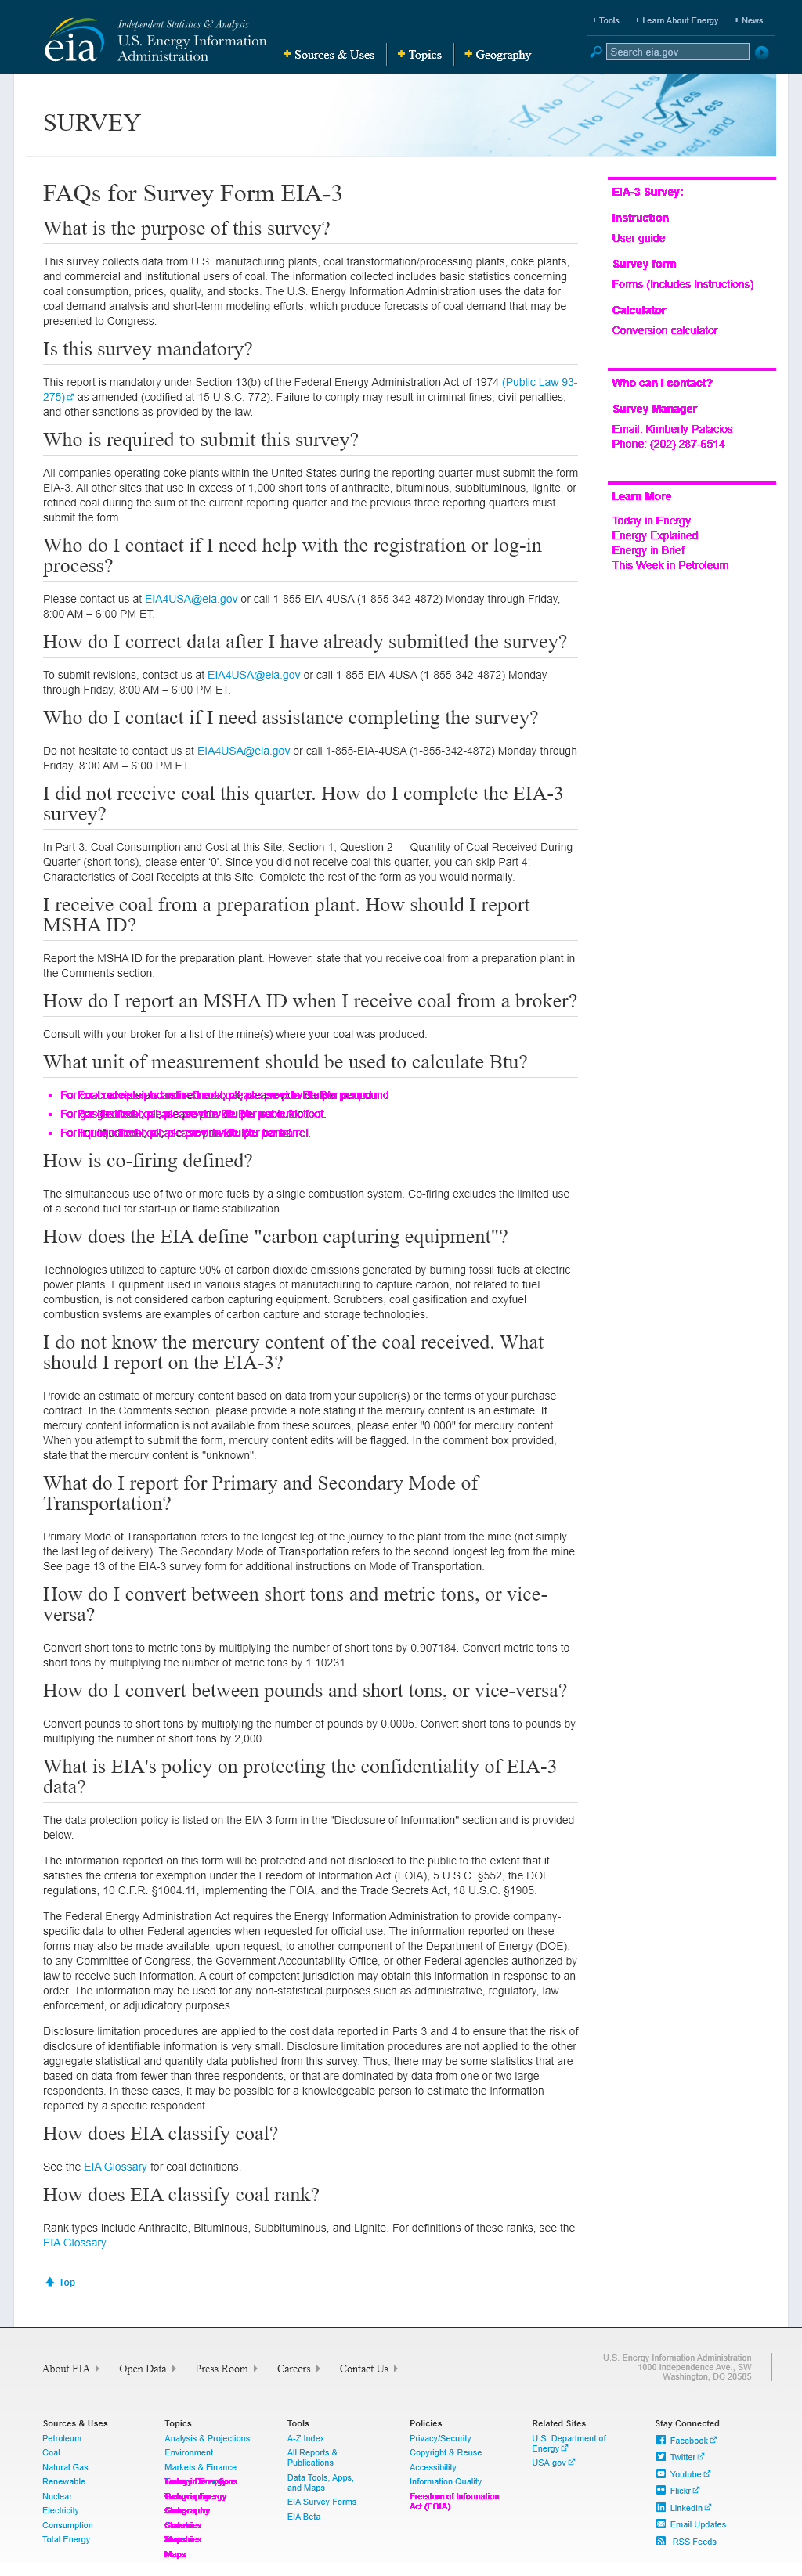 Independent Statistics & Analysis
U.S. Energy Information
Administration
eia
+ Tools
+ Learn About Energy
+ News
+ Sources & Uses
+ Topics
+ Geography
Search eia.gov
SURVEY
No
Yes
FAQs for Survey Form EIA-3
What is the purpose of this survey?
This survey collects data from U.S. manufacturing plants, coal transformation/processing plants, coke plants,
and commercial and institutional users of coal. The information collected includes basic statistics concerning
coal consumption, prices, quality, and stocks. The U.S. Energy Information Administration uses the data for
coal demand analysis and short-term modeling efforts, which produce forecasts of coal demand that may be
presented to Congress.
Is this survey mandatory?
This report is mandatory under Section 13(b) of the Federal Energy Administration Act of 1974 (Public Law 93-
275) as amended (codified at 15 U.S.C. 772). Failure to comply may result in criminal fines, civil penalties,
and other sanctions as provided by the law.
Who is required to submit this survey?
All companies operating coke plants within the United States during the reporting quarter must submit the form
EIA-3. All other sites that use in excess of 1,000 short tons of anthracite, bituminous, subbituminous, lignite, or
refined coal during the sum of the current reporting quarter and the previous three reporting quarters must
submit the form.
Who do I contact if I need help with the registration or log-in
process?
Please contact us at EIA4USA@eia.gov or call 1-855-EIA-4USA (1-855-342-4872) Monday through Friday,
8:00 AM – 6:00 PM ET.
How do I correct data after I have already submitted the survey?
To submit revisions, contact us at EIA4USA@eia.gov or call 1-855-EIA-4USA (1-855-342-4872) Monday
through Friday, 8:00 AM – 6:00 PM ET.
Who do I contact if I need assistance completing the survey?
Do not hesitate to contact us at EIA4USA@eia.gov or call 1-855-EIA-4USA (1-855-342-4872) Monday through
Friday, 8:00 AM – 6:00 PM ET.
I did not receive coal this quarter. How do I complete the EIA-3
survey?
In Part 3: Coal Consumption and Cost at this Site, Section 1, Question 2 — Quantity of Coal Received During
Quarter (short tons), please enter ‘0’. Since you did not receive coal this quarter, you can skip Part 4:
Characteristics of Coal Receipts at this Site. Complete the rest of the form as you would normally.
I receive coal from a preparation plant. How should I report
MSHA ID?
Report the MSHA ID for the preparation plant. However, state that you receive coal from a preparation plant in
the Comments section.
How do I report an MSHA ID when I receive coal from a broker?
Consult with your broker for a list of the mine(s) where your coal was produced.
What unit of measurement should be used to calculate Btu?
How is co-firing defined?
The simultaneous use of two or more fuels by a single combustion system. Co-firing excludes the limited use
of a second fuel for start-up or flame stabilization.
How does the EIA define "carbon capturing equipment"?
Technologies utilized to capture 90% of carbon dioxide emissions generated by burning fossil fuels at electric
power plants. Equipment used in various stages of manufacturing to capture carbon, not related to fuel
combustion, is not considered carbon capturing equipment. Scrubbers, coal gasification and oxyfuel
combustion systems are examples of carbon capture and storage technologies.
I do not know the mercury content of the coal received. What
should I report on the EIA-3?
Provide an estimate of mercury content based on data from your supplier(s) or the terms of your purchase
contract. In the Comments section, please provide a note stating if the mercury content is an estimate. If
mercury content information is not available from these sources, please enter "0.000" for mercury content.
When you attempt to submit the form, mercury content edits will be flagged. In the comment box provided,
state that the mercury content is "unknown".
What do I report for Primary and Secondary Mode of
Transportation?
Primary Mode of Transportation refers to the longest leg of the journey to the plant from the mine (not simply
the last leg of delivery). The Secondary Mode of Transportation refers to the second longest leg from the mine.
See page 13 of the EIA-3 survey form for additional instructions on Mode of Transportation.
How do I convert between short tons and metric tons, or vice-
versa?
Convert short tons to metric tons by multiplying the number of short tons by 0.907184. Convert metric tons to
short tons by multiplying the number of metric tons by 1.10231.
How do I convert between pounds and short tons, or vice-versa?
Convert pounds to short tons by multiplying the number of pounds by 0.0005. Convert short tons to pounds by
multiplying the number of short tons by 2,000.
What is EIA's policy on protecting the confidentiality of EIA-3
data?
The data protection policy is listed on the EIA-3 form in the "Disclosure of Information" section and is provided
below.
The information reported on this form will be protected and not disclosed to the public to the extent that it
satisfies the criteria for exemption under the Freedom of Information Act (FOIA), 5 U.S.C. §552, the DOE
regulations, 10 C.F.R. §1004.11, implementing the FOIA, and the Trade Secrets Act, 18 U.S.C. §1905.
The Federal Energy Administration Act requires the Energy Information Administration to provide company-
specific data to other Federal agencies when requested for official use. The information reported on these
forms may also be made available, upon request, to another component of the Department of Energy (DOE);
to any Committee of Congress, the Government Accountability Office, or other Federal agencies authorized by
law to receive such information. A court of competent jurisdiction may obtain this information in response to an
order. The information may be used for any non-statistical purposes such as administrative, regulatory, law
enforcement, or adjudicatory purposes.
Disclosure limitation procedures are applied to the cost data reported in Parts 3 and 4 to ensure that the risk of
disclosure of identifiable information is very small. Disclosure limitation procedures are not applied to the other
aggregate statistical and quantity data published from this survey. Thus, there may be some statistics that are
based on data from fewer than three respondents, or that are dominated by data from one or two large
respondents. In these cases, it may be possible for a knowledgeable person to estimate the information
reported by a specific respondent.
How does EIA classify coal?
See the EIA Glossary for coal definitions.
How does EIA classify coal rank?
Rank types include Anthracite, Bituminous, Subbituminous, and Lignite. For definitions of these ranks, see the
EIA Glossary.
Top
EIA-3 Survey:
Instruction
User guide
Survey form
Forms (Includes Instructions)
Calculator
Conversion calculator
Who can I contact?
Survey Manager
Email: Kimberly Palacios
Phone: (202) 287-6514
Learn More
Today in Energy
Energy Explained
Energy in Brief
This Week in Petroleum
About EIA
Open Data
Press Room
Careers
Contact Us
U.S. Energy Information Administration
1000 Independence Ave., SW
Washington, DC 20585
Sources & Uses
Petroleum
Coal
Natural Gas
Renewable
Nuclear
Electricity
Consumption
Total Energy
Topics
Analysis & Projections
Environment
Markets & Finance
Maps
Tools
A-Z Index
All Reports &
Publications
Data Tools, Apps,
and Maps
EIA Survey Forms
EIA Beta
Policies
Privacy/Security
Copyright & Reuse
Accessibility
Information Quality
Freedom of Information
Act (FOIA)
Related Sites
U.S. Department of
Energy
USA.gov
Stay Connected
Facebook
Twitter
Youtube
Flickr
LinkedIn
Email Updates
RSS Feeds